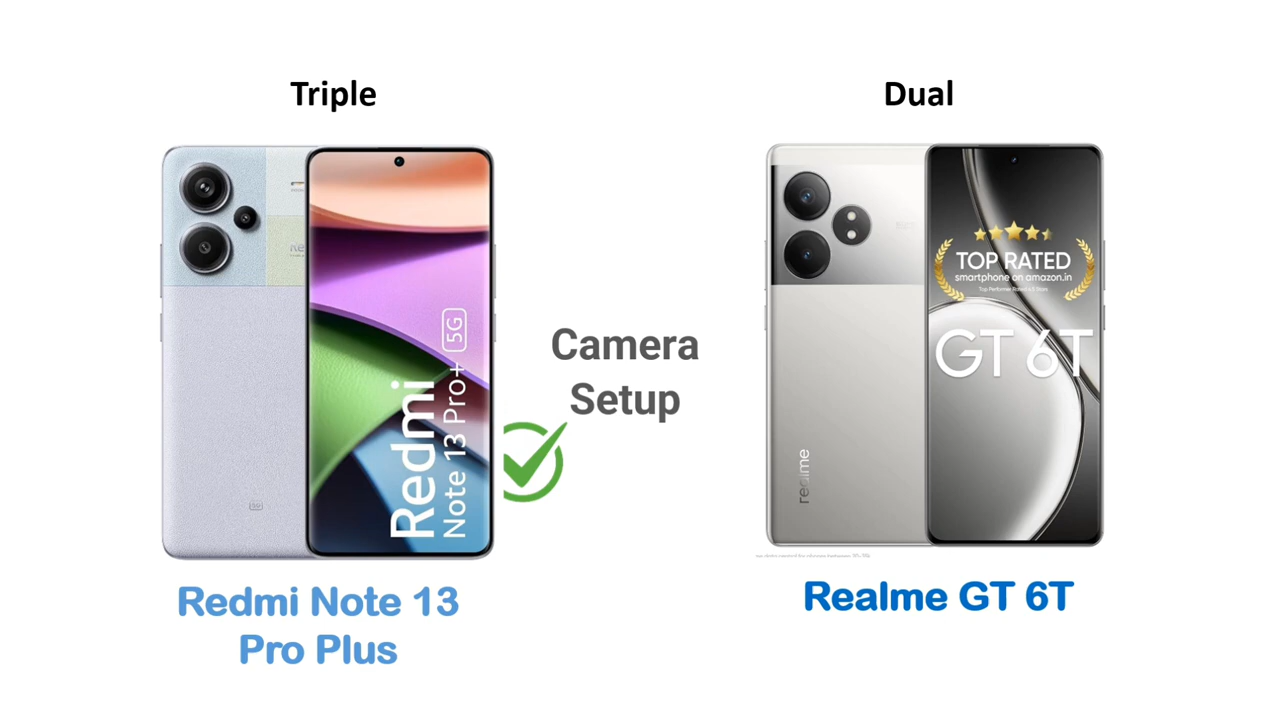 Triple
Dual
Redmi
Note 13 Pro+ 5G
TOP RATED
smartphone on amazon.in
GT 6T
realme
Camera
Setup
Redmi Note 13
Pro Plus
Realme GT 6T